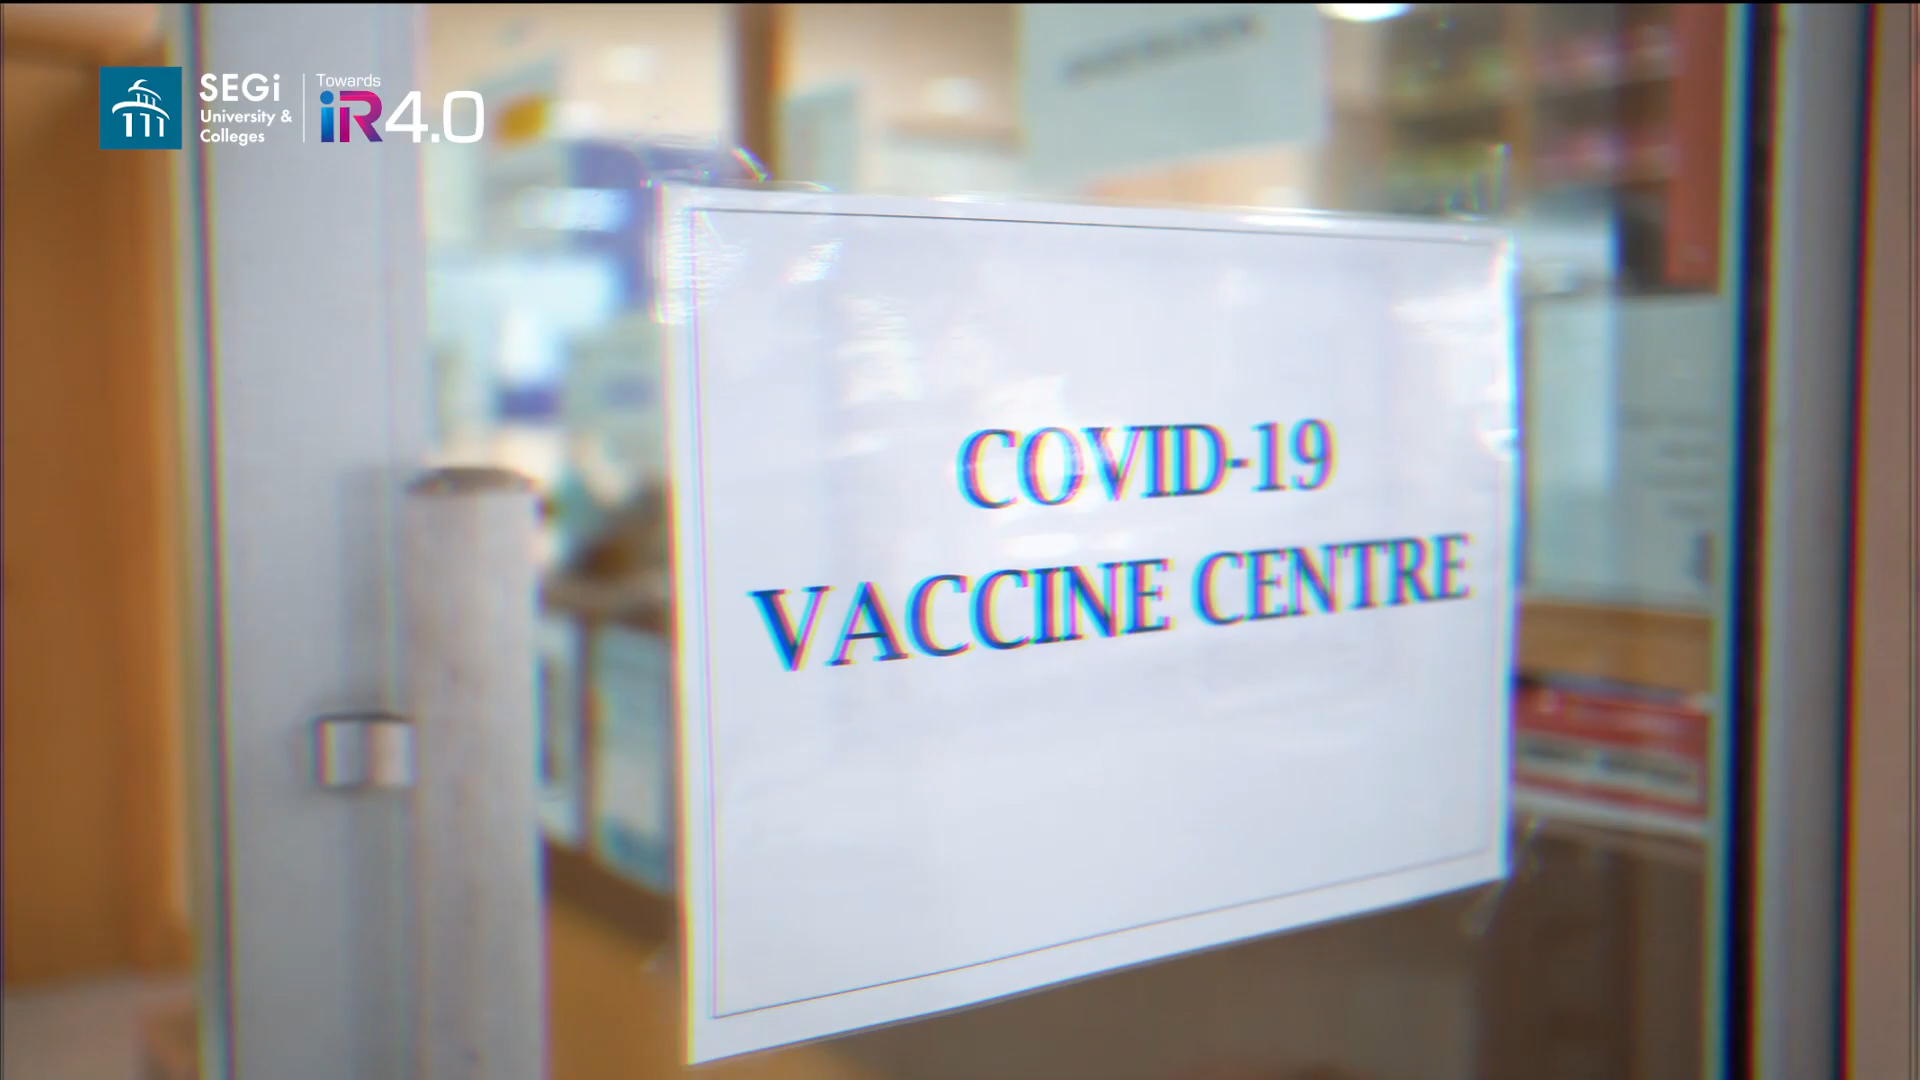 SEGi
University &
Colleges
Towards
iR4.0
COVID-19
VACCINE CENTRE